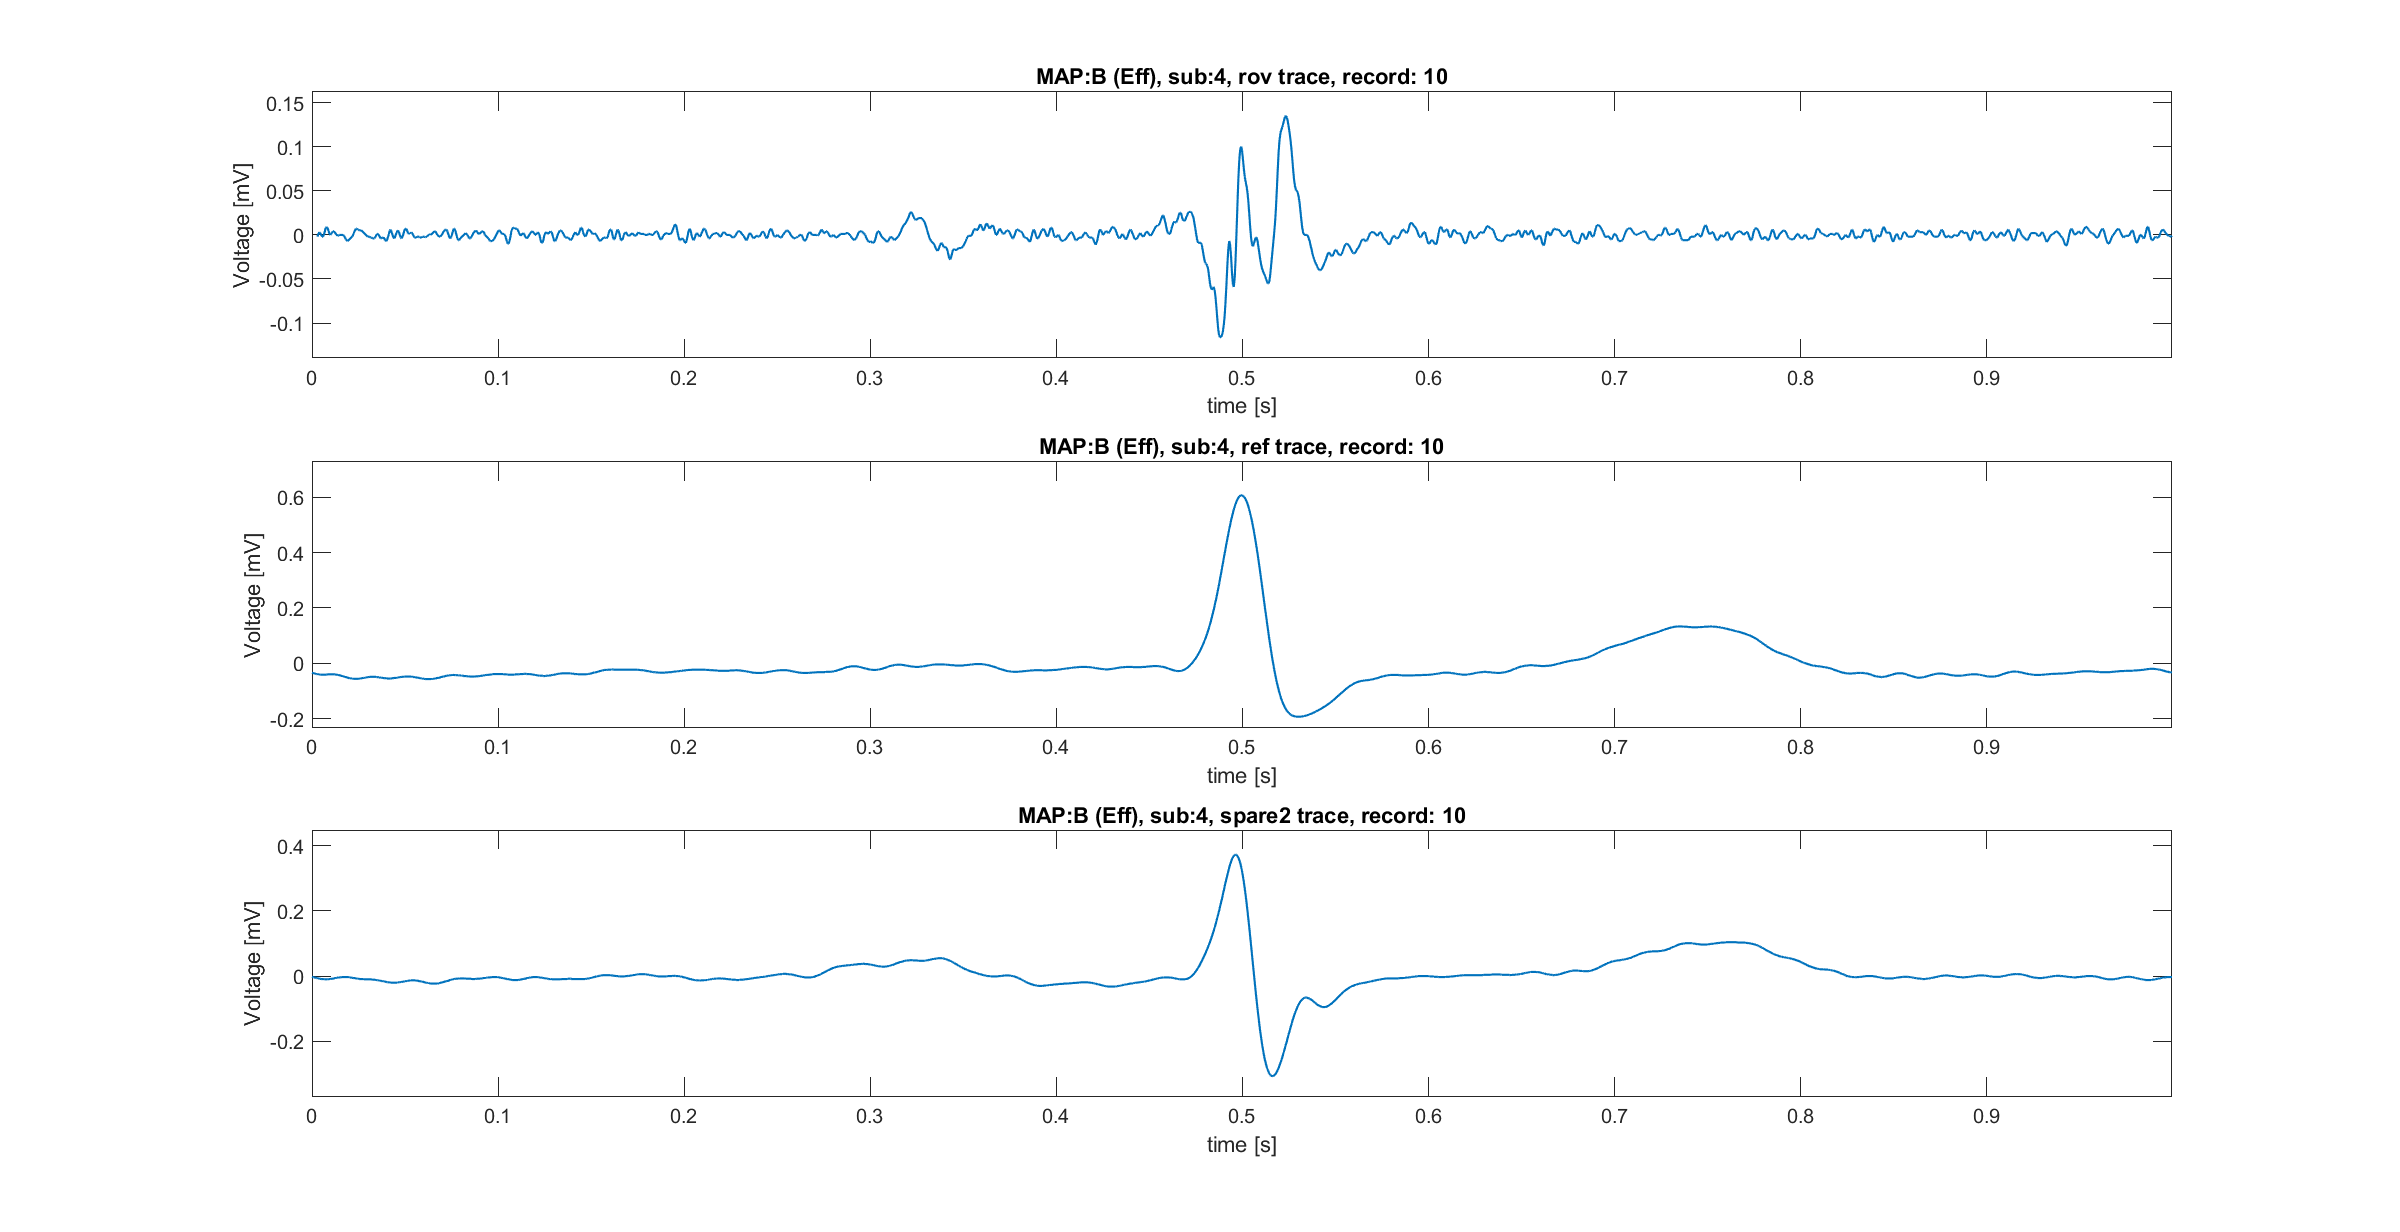 MAP:B (Eff), sub:4, rov trace, record: 10
Voltage [mV]
0.15
0.1
0.05
0
-0.05
-0.1
0 0.1 0.2 0.3 0.4 0.5 0.6 0.7 0.8 0.9
time [s]
MAP:B (Eff), sub:4, ref trace, record: 10
Voltage [mV]
0.6
0.4
0.2
0
-0.2
0 0.1 0.2 0.3 0.4 0.5 0.6 0.7 0.8 0.9
time [s]
MAP:B (Eff), sub:4, spare2 trace, record: 10
Voltage [mV]
0.4
0.2
0
-0.2
0 0.1 0.2 0.3 0.4 0.5 0.6 0.7 0.8 0.9
time [s]